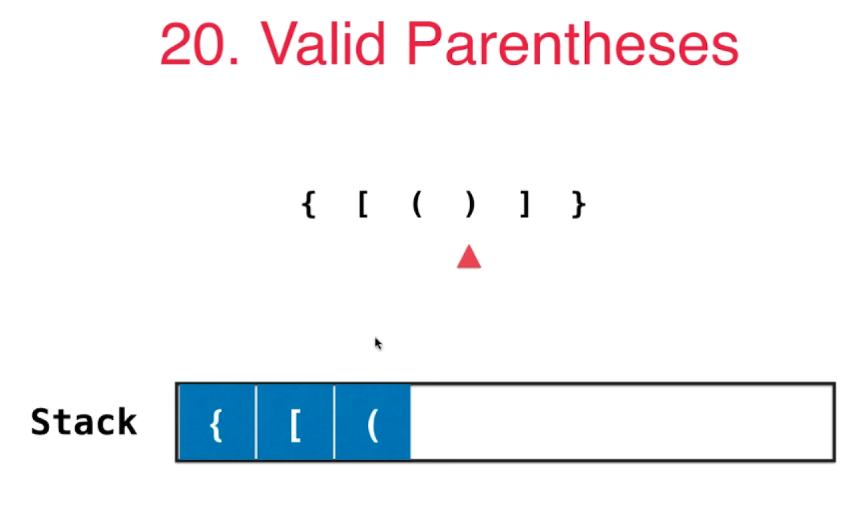 20. Valid Parentheses
{ [ ( ) ] }
Stack { [ (